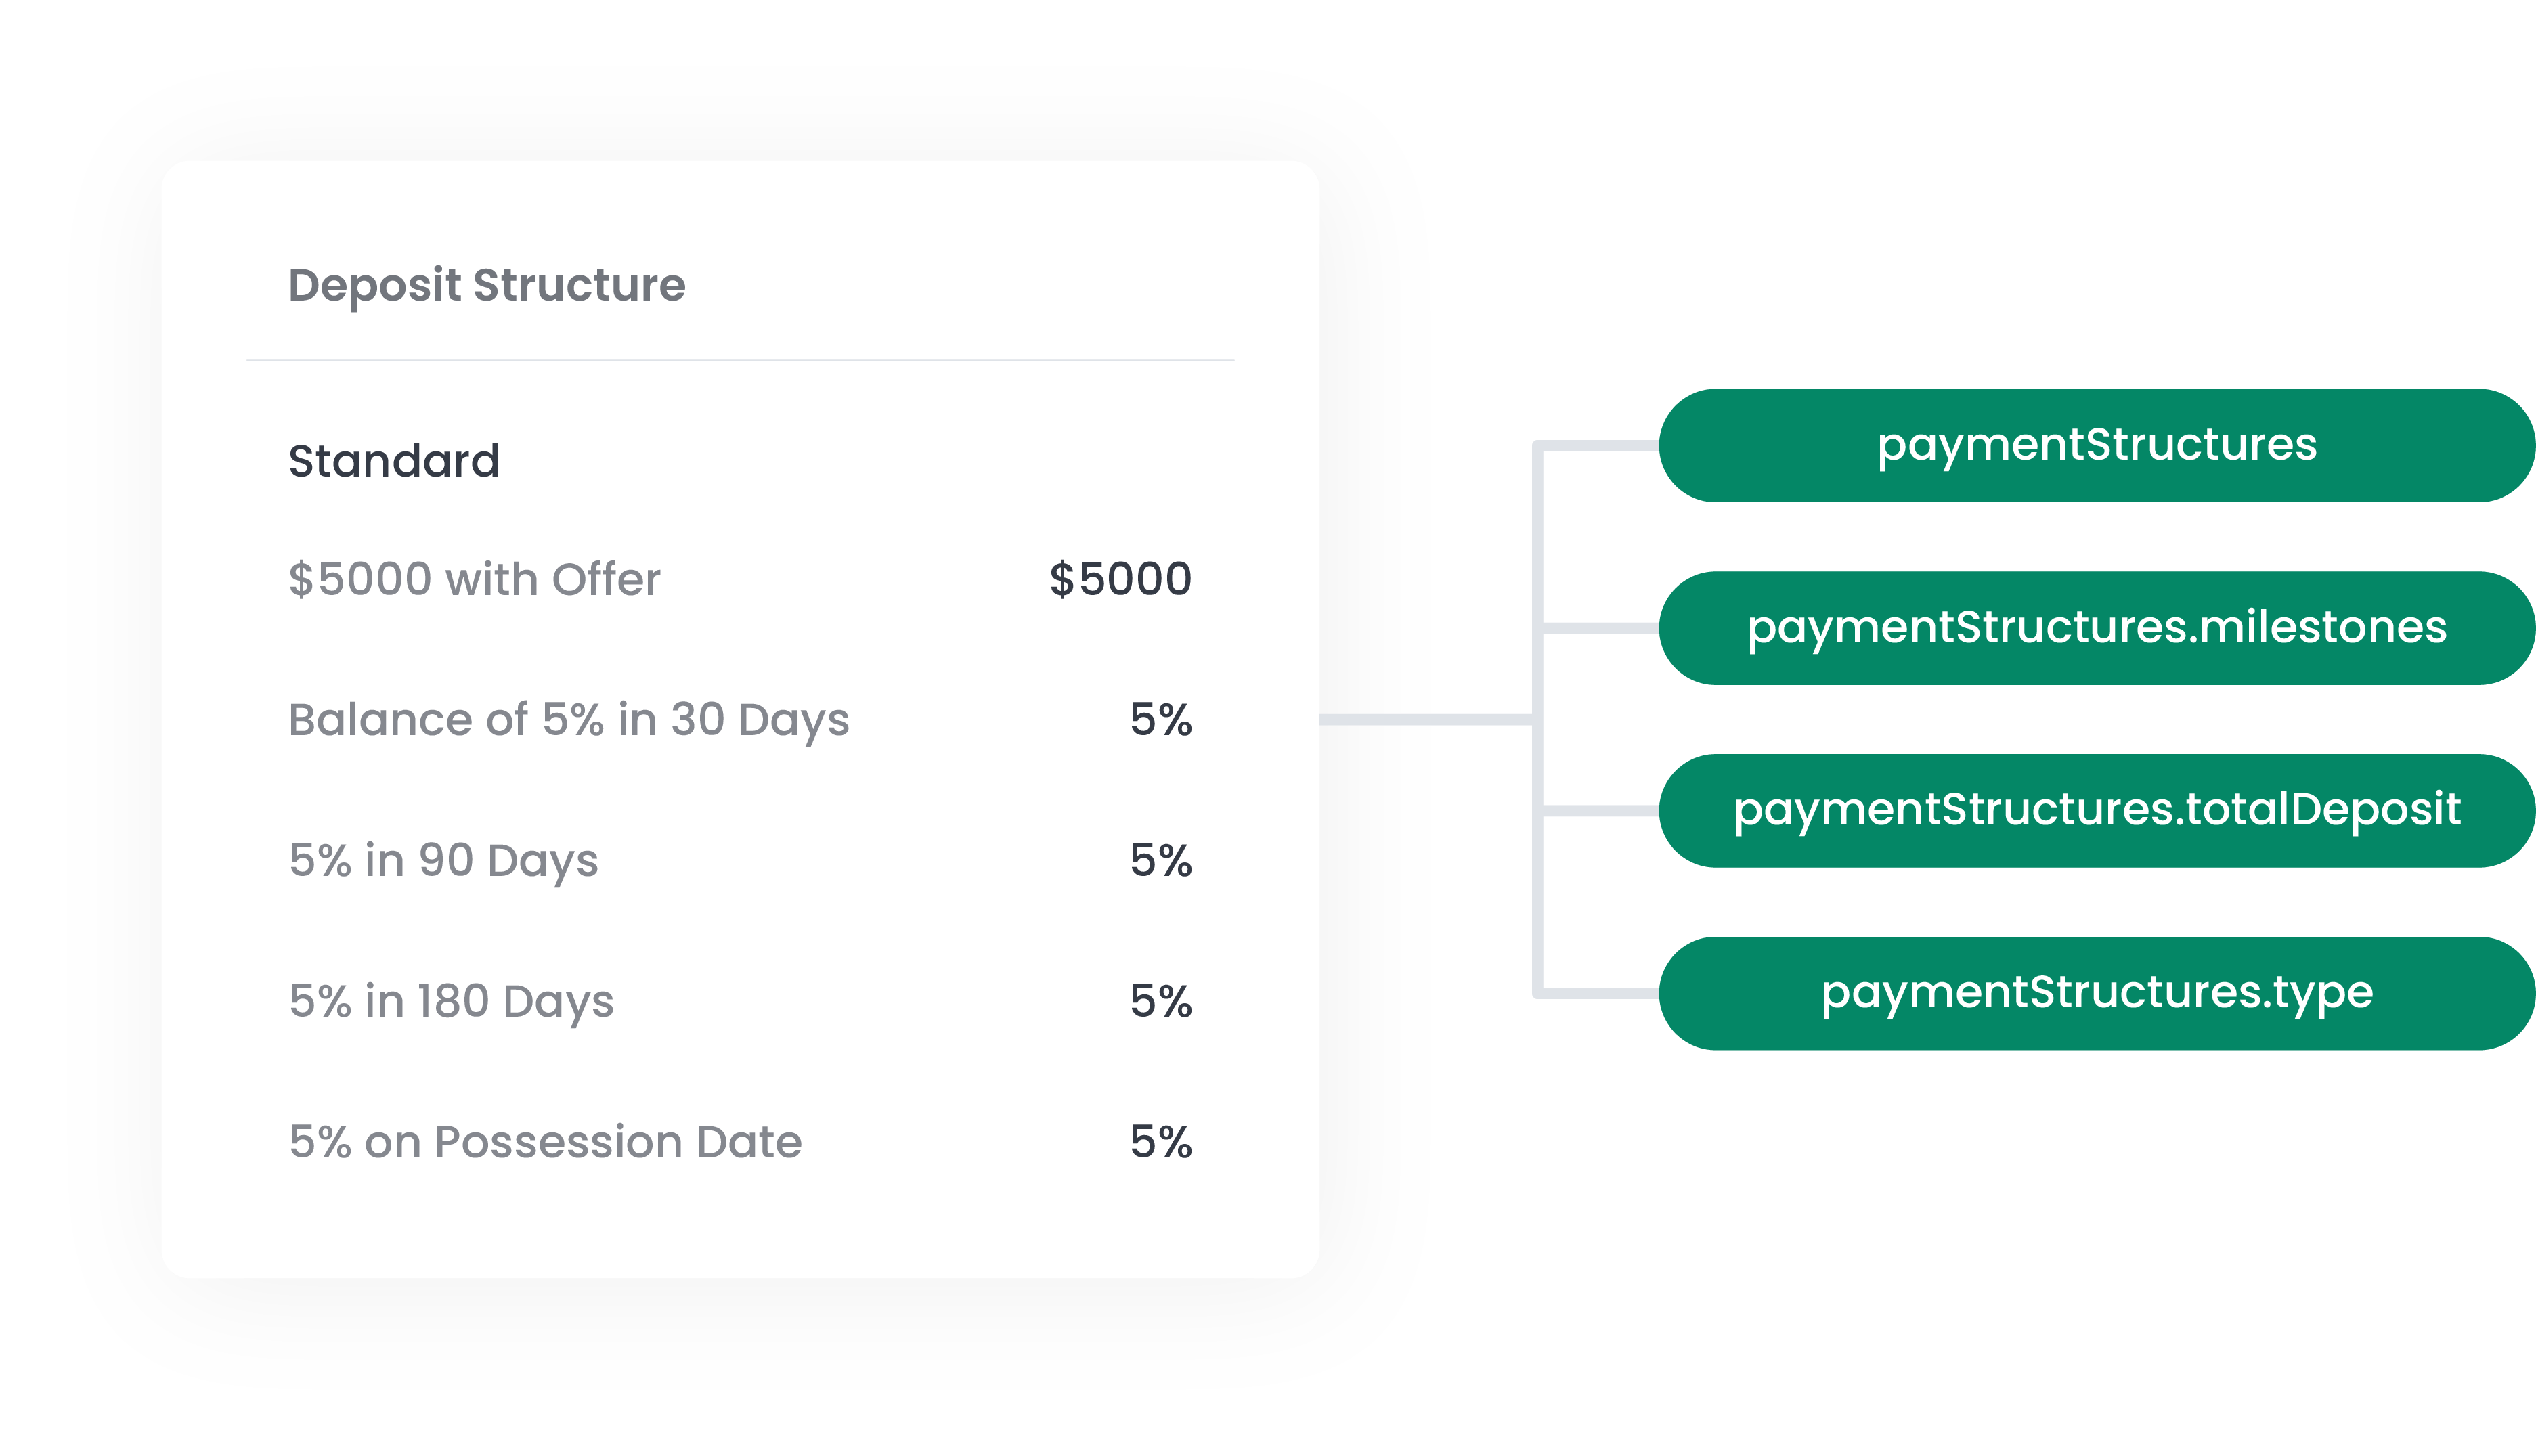 Deposit Structure
Standard
$5000 with Offer $5000
Balance of 5% in 30 Days 5%
5% in 90 Days 5%
5% in 180 Days 5%
5% on Possession Date 5%
paymentStructures
paymentStructures.milestones
paymentStructures.totalDeposit
paymentStructures.type